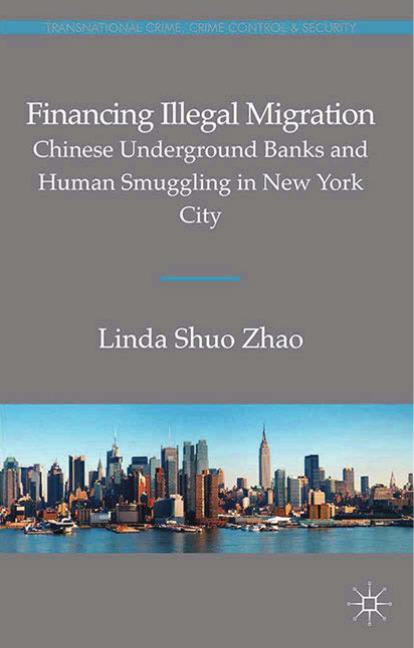 TRANSNATIONAL CRIME, CRIME CONTROL & SECURITY
Financing Illegal Migration
Chinese Underground Banks and
Human Smuggling in New York
City
Linda Shuo Zhao